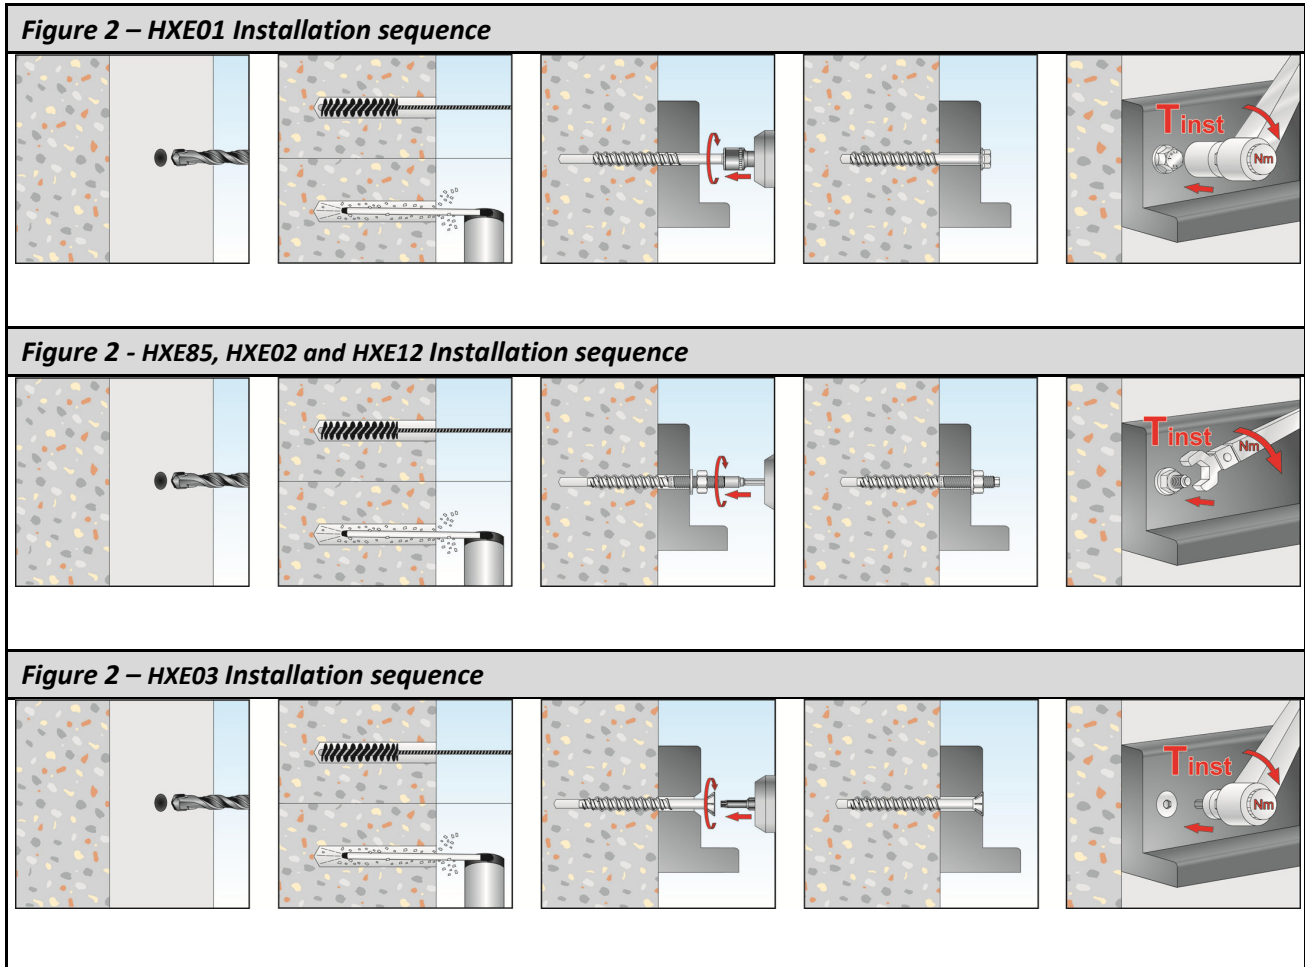 Figure 2 – HXE01 Installation sequence
Tinst
Nm
Figure 2 - HXE85, HXE02 and HXE12 Installation sequence
Tinst
Nm
Figure 2 – HXE03 Installation sequence
Tinst
Nm